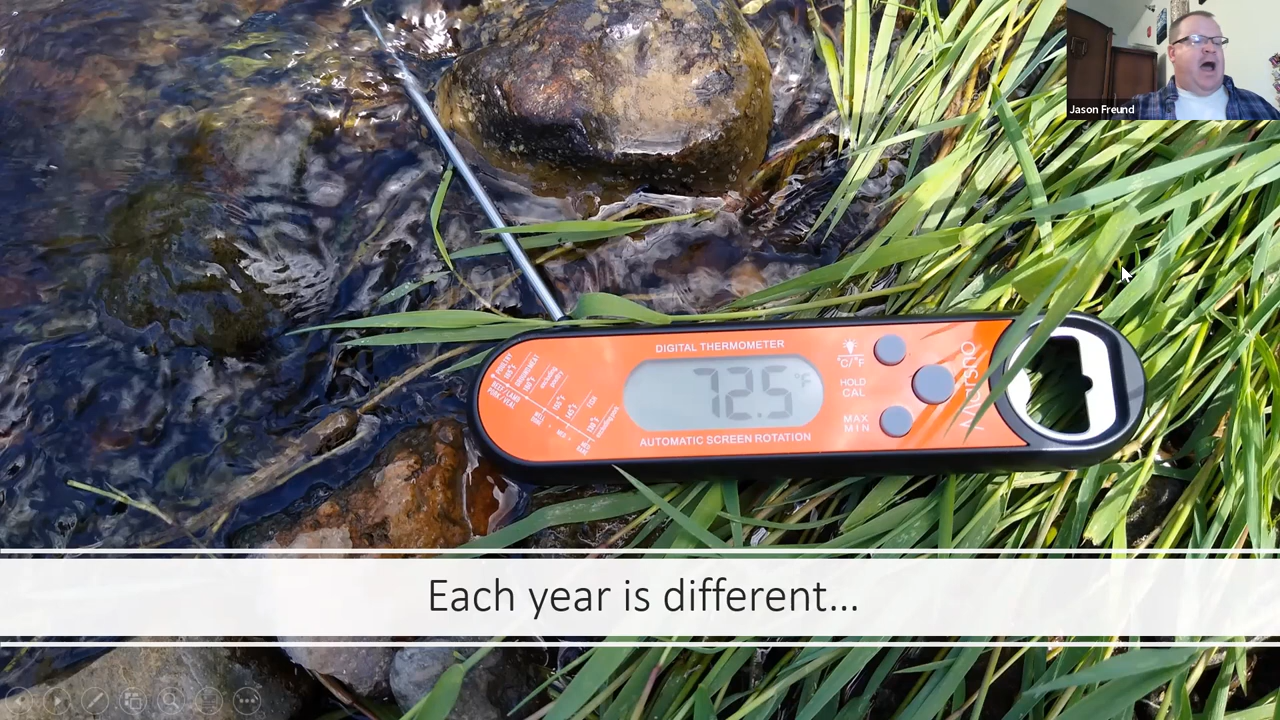 Jason Freund
DIGITAL THERMOMETER
72.5°F
°C/°F
HOLD
CAL
MAX
MIN
AUTOMATIC SCREEN ROTATION
Each year is different...